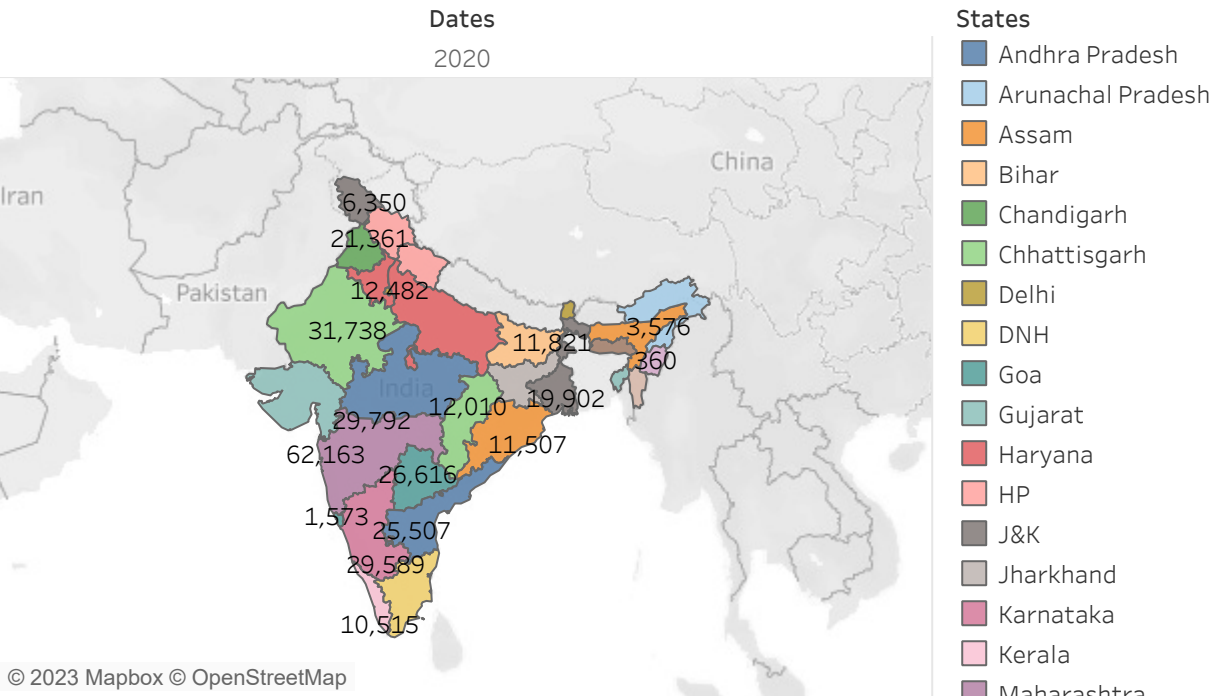 Dates
2020
States
Andhra Pradesh
Arunachal Pradesh
Assam
Bihar
Chandigarh
Chhattisgarh
Delhi
DNH
Goa
Gujarat
Haryana
HP
J&K
Jharkhand
Karnataka
Kerala
Maharashtra
China
Iran
Pakistan
India
6,350
21,361
12,482
31,738
3,576
11,821
360
19,902
12,010
29,792
11,507
62,163
26,616
1,573
25,507
29,589
10,515
© 2023 Mapbox © OpenStreetMap